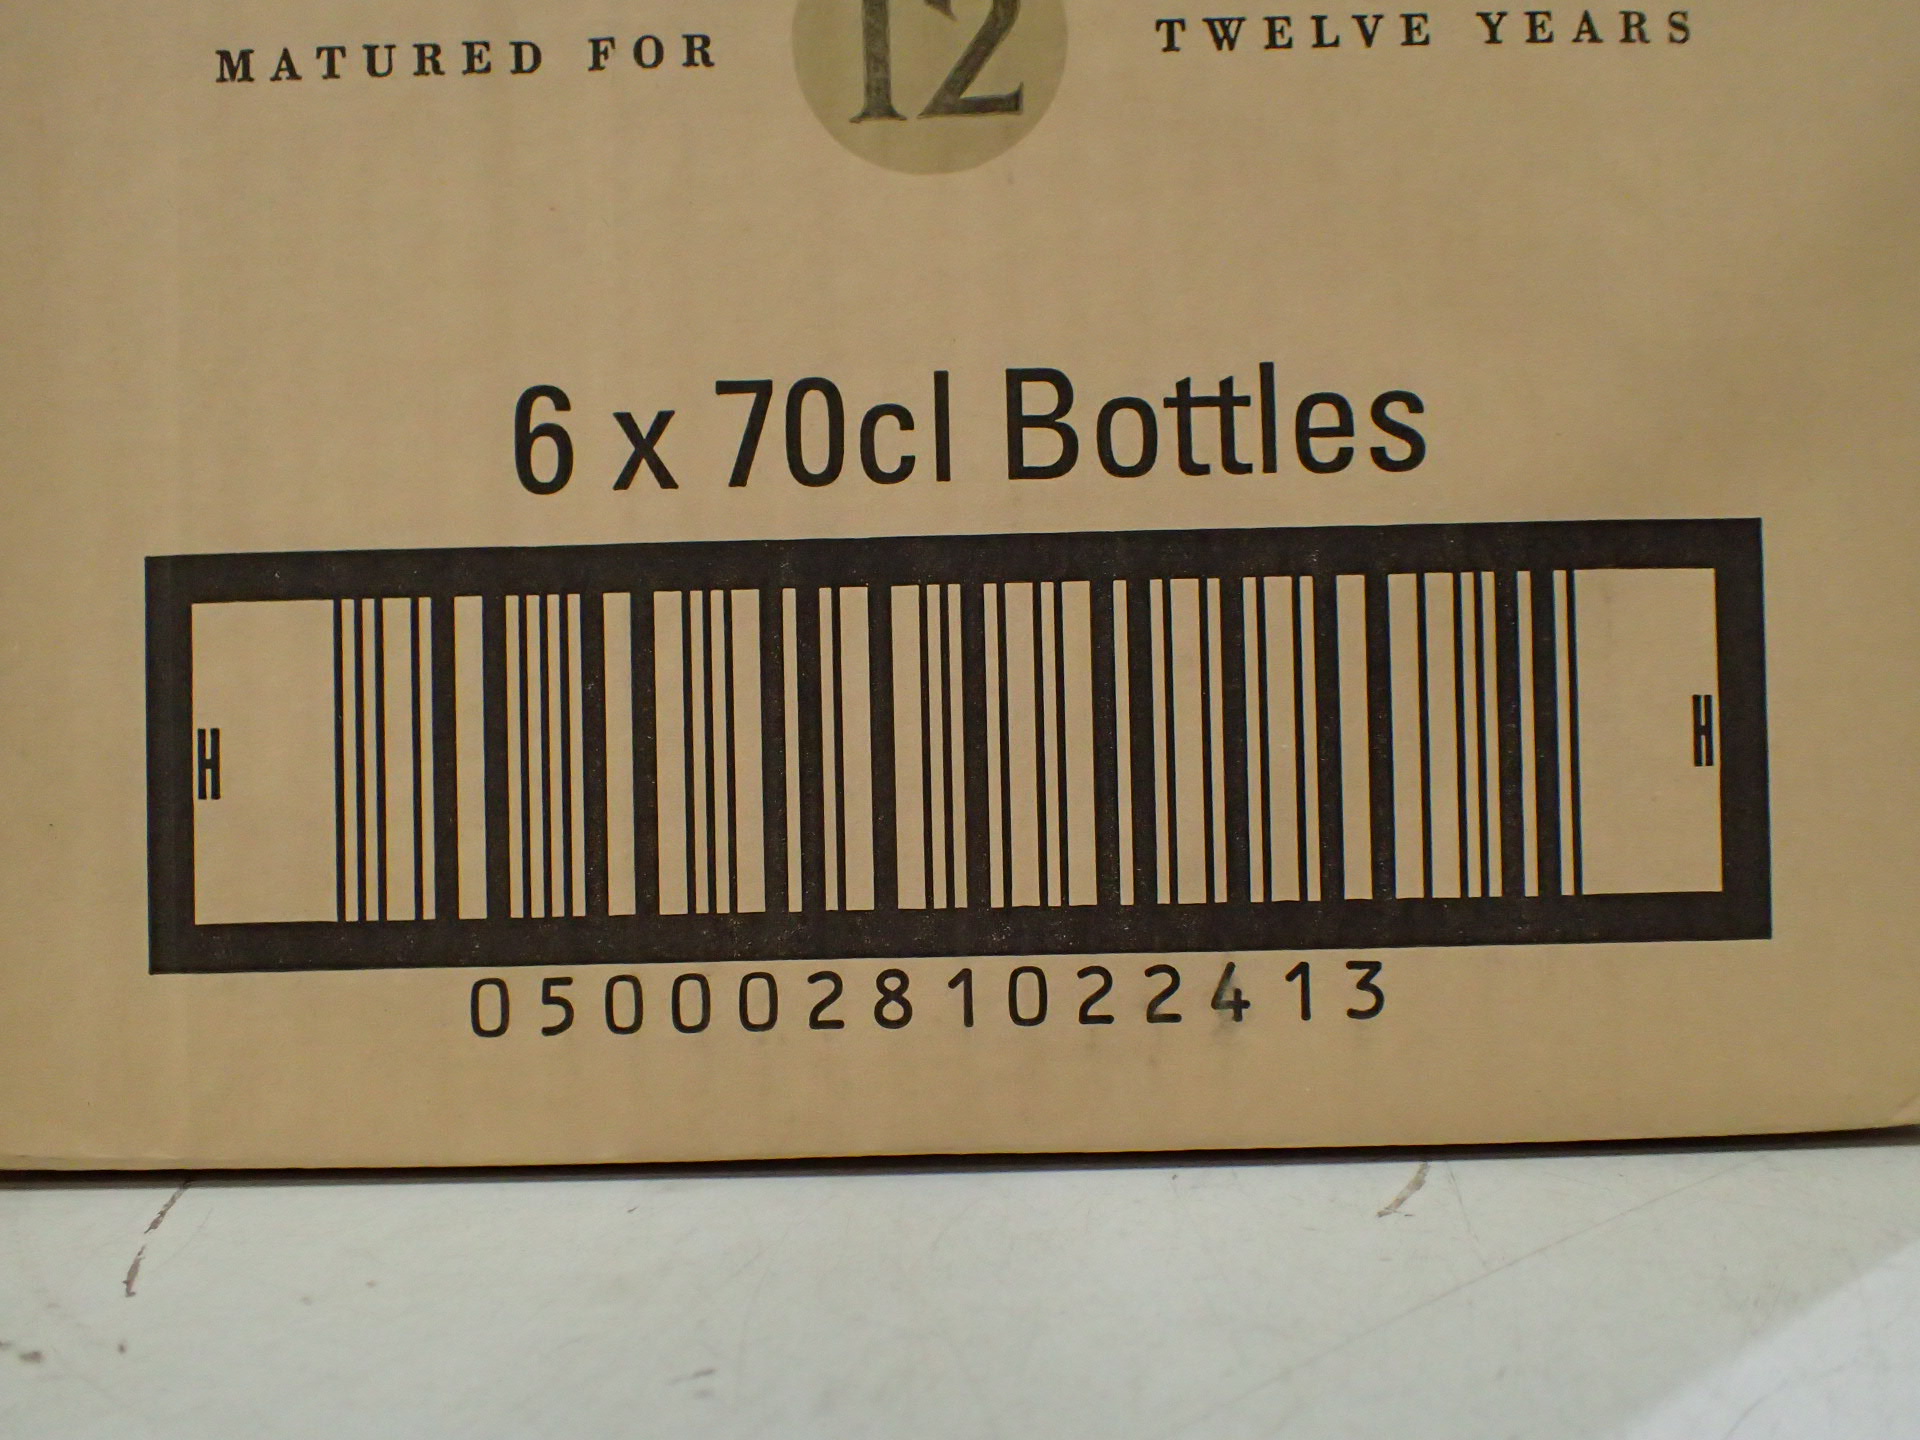 MATURED FOR 12 TWELVE YEARS
6 x 70cl Bottles
H H
05000281022413